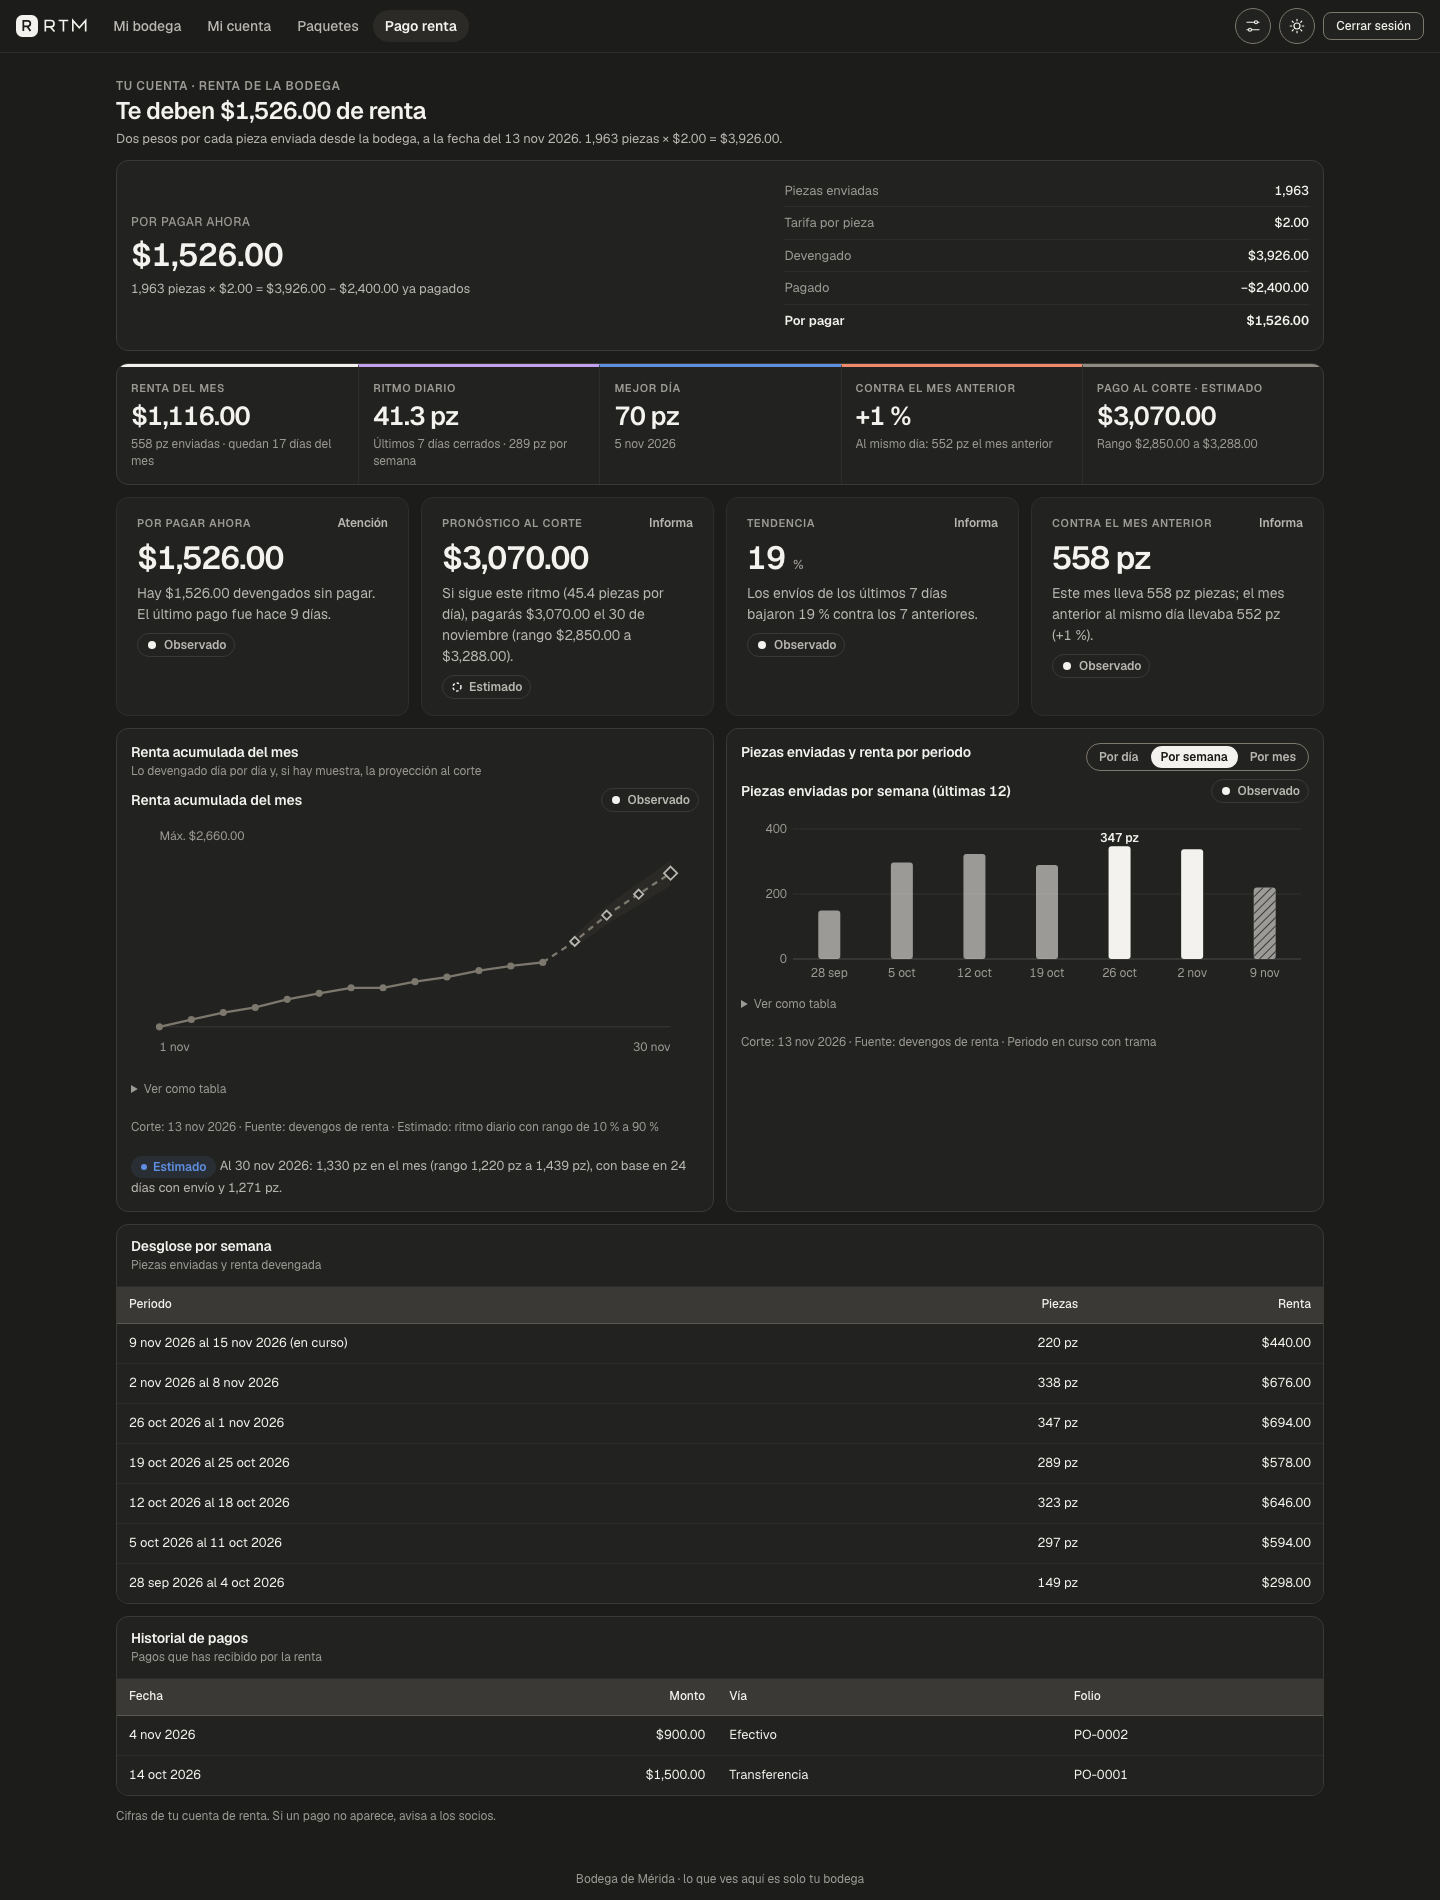 R RTM Mi bodega Mi cuenta Paquetes Pago renta Cerrar sesión
TU CUENTA · RENTA DE LA BODEGA
Te deben $1,526.00 de renta
Dos pesos por cada pieza enviada desde la bodega, a la fecha del 13 nov 2026. 1,963 piezas × $2.00 = $3,926.00.
POR PAGAR AHORA
$1,526.00
1,963 piezas × $2.00 = $3,926.00 − $2,400.00 ya pagados
Piezas enviadas 1,963
Tarifa por pieza $2.00
Devengado $3,926.00
Pagado −$2,400.00
Por pagar $1,526.00
RENTA DEL MES
$1,116.00
558 pz enviadas · quedan 17 días del
mes
RITMO DIARIO
41.3 pz
Últimos 7 días cerrados · 289 pz por
semana
MEJOR DÍA
70 pz
5 nov 2026
CONTRA EL MES ANTERIOR
+1 %
Al mismo día: 552 pz el mes anterior
PAGO AL CORTE · ESTIMADO
$3,070.00
Rango $2,850.00 a $3,288.00
POR PAGAR AHORA Atención
$1,526.00
Hay $1,526.00 devengados sin pagar.
El último pago fue hace 9 días.
Observado
PRONÓSTICO AL CORTE Informa
$3,070.00
Si sigue este ritmo (45.4 piezas por
día), pagarás $3,070.00 el 30 de
noviembre (rango $2,850.00 a
$3,288.00).
Estimado
TENDENCIA Informa
19 %
Los envíos de los últimos 7 días
bajaron 19 % contra los 7 anteriores.
Observado
CONTRA EL MES ANTERIOR Informa
558 pz
Este mes lleva 558 pz piezas; el mes
anterior al mismo día llevaba 552 pz
(+1 %).
Observado
Renta acumulada del mes
Lo devengado día por día y, si hay muestra, la proyección al corte
Renta acumulada del mes Observado
Máx. $2,660.00
1 nov 30 nov
Ver como tabla
Corte: 13 nov 2026 · Fuente: devengos de renta · Estimado: ritmo diario con rango de 10 % a 90 %
Estimado Al 30 nov 2026: 1,330 pz en el mes (rango 1,220 pz a 1,439 pz), con base en 24
días con envío y 1,271 pz.
Piezas enviadas y renta por periodo Por día Por semana Por mes
Piezas enviadas por semana (últimas 12) Observado
400
347 pz
200
0
28 sep 5 oct 12 oct 19 oct 26 oct 2 nov 9 nov
Ver como tabla
Corte: 13 nov 2026 · Fuente: devengos de renta · Periodo en curso con trama
Desglose por semana
Piezas enviadas y renta devengada
Periodo Piezas Renta
9 nov 2026 al 15 nov 2026 (en curso) 220 pz $440.00
2 nov 2026 al 8 nov 2026 338 pz $676.00
26 oct 2026 al 1 nov 2026 347 pz $694.00
19 oct 2026 al 25 oct 2026 289 pz $578.00
12 oct 2026 al 18 oct 2026 323 pz $646.00
5 oct 2026 al 11 oct 2026 297 pz $594.00
28 sep 2026 al 4 oct 2026 149 pz $298.00
Historial de pagos
Pagos que has recibido por la renta
Fecha Monto Vía Folio
4 nov 2026 $900.00 Efectivo PO-0002
14 oct 2026 $1,500.00 Transferencia PO-0001
Cifras de tu cuenta de renta. Si un pago no aparece, avisa a los socios.
Bodega de Mérida · lo que ves aquí es solo tu bodega